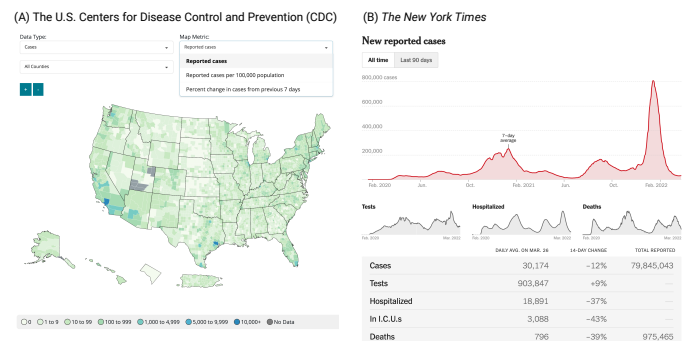 (A) The U.S. Centers for Disease Control and Prevention (CDC)
Data Type:
Cases
All Counties
+ -
Map Metric:
Reported cases
Reported cases
Reported cases per 100,000 population
Percent change in cases from previous 7 days
0 1 to 9 10 to 99 100 to 999 1,000 to 4,999 5,000 to 9,999 10,000+ No Data
(B) The New York Times
New reported cases
All time Last 90 days
800,000 cases
600,000
400,000
200,000
7–day
average
Feb. 2020 Jun. Oct. Feb. 2021 Jun. Oct. Feb. 2022
Tests Hospitalized Deaths
Feb. 2020 Mar. 2022 Feb. 2020 Mar. 2022 Feb. 2020 Mar. 2022
DAILY AVG. ON MAR. 26 14-DAY CHANGE TOTAL REPORTED
Cases 30,174 –12% 79,845,043
Tests 903,847 +9% —
Hospitalized 18,891 –37% —
In I.C.U.s 3,088 –43% —
Deaths 796 –39% 975,465